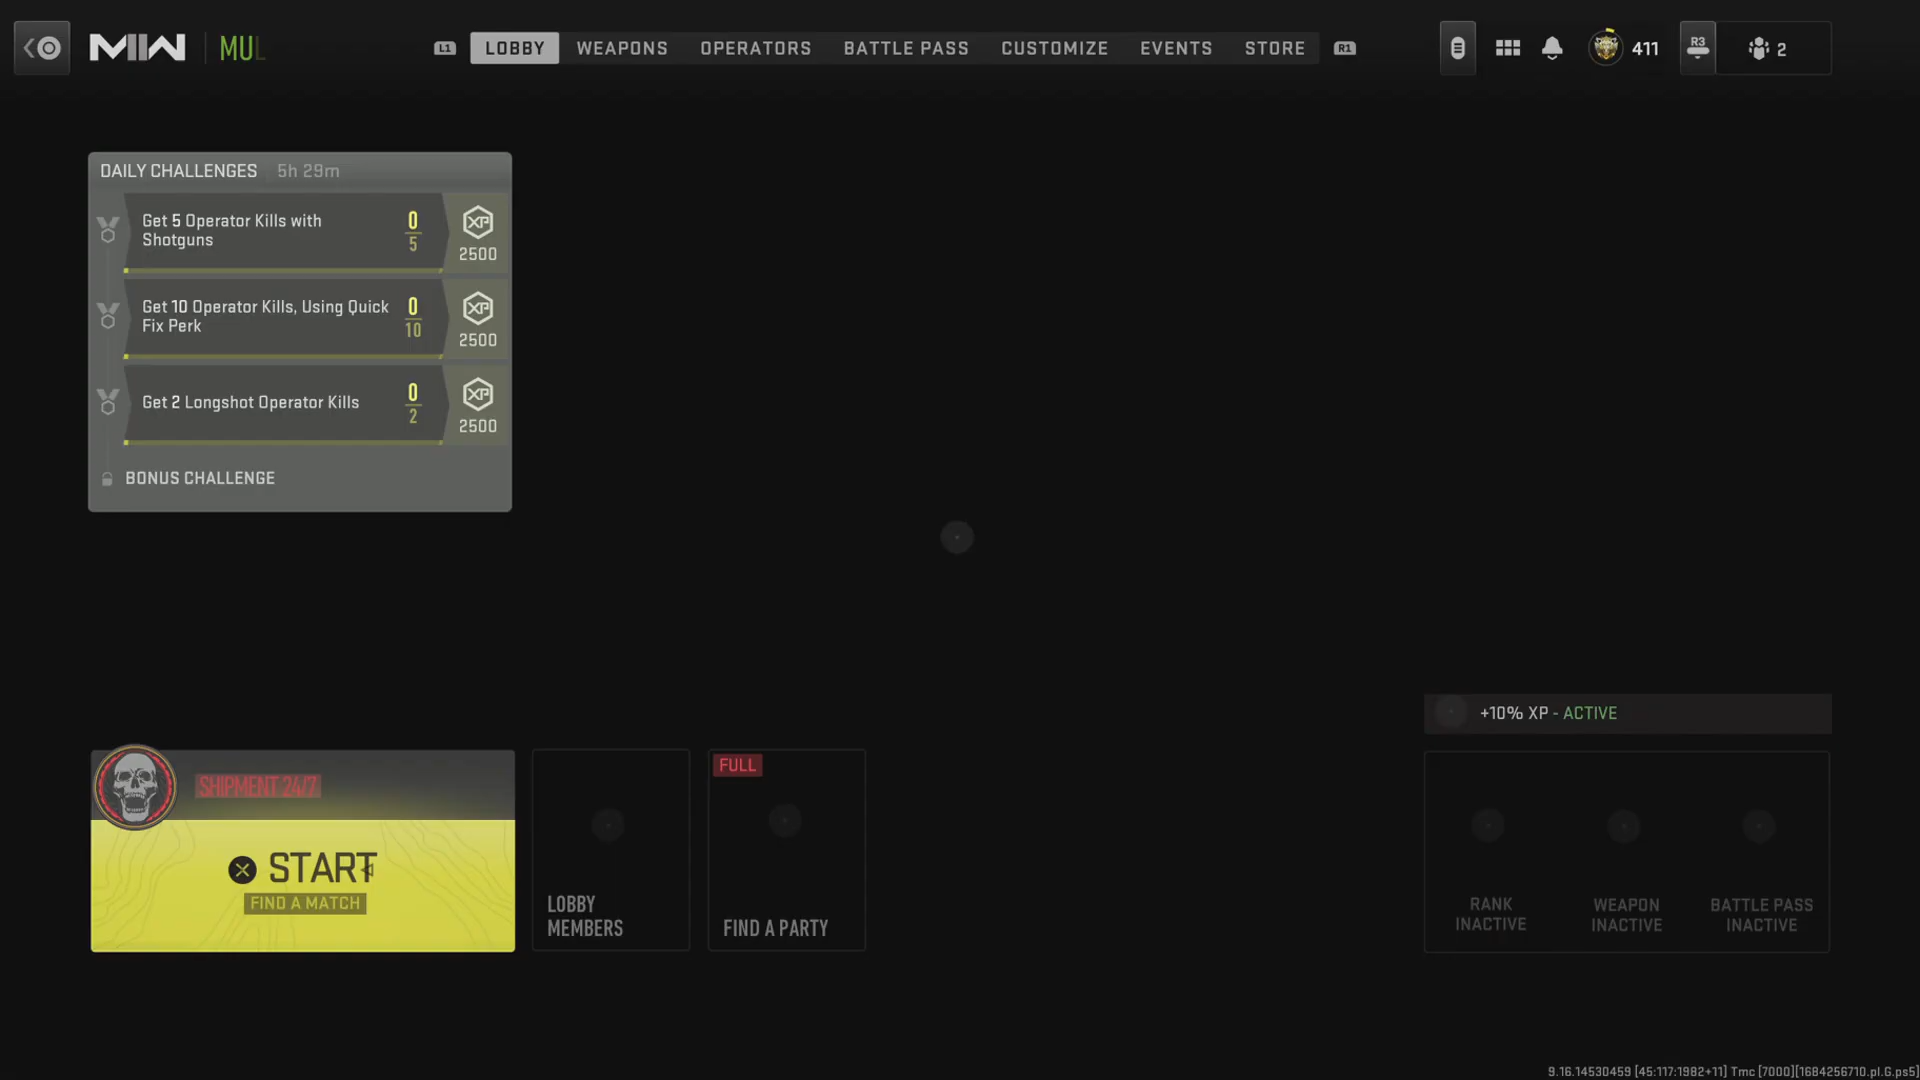 MW
MUL
L1
LOBBY
WEAPONS
OPERATORS
BATTLE PASS
CUSTOMIZE
EVENTS
STORE
R1
411
R3
2
DAILY CHALLENGES 5h 29m
Get 5 Operator Kills with
Shotguns
0
5
XP
2500
Get 10 Operator Kills, Using Quick
Fix Perk
0
10
XP
2500
Get 2 Longshot Operator Kills
0
2
XP
2500
BONUS CHALLENGE
+10% XP - ACTIVE
SHIPMENT 24/7
START
FIND A MATCH
LOBBY
MEMBERS
FULL
FIND A PARTY
RANK
INACTIVE
WEAPON
INACTIVE
BATTLE PASS
INACTIVE
9.16.14530459 [45:117:1982+11] Tmc [7000][1684256710.pl.G.ps5]